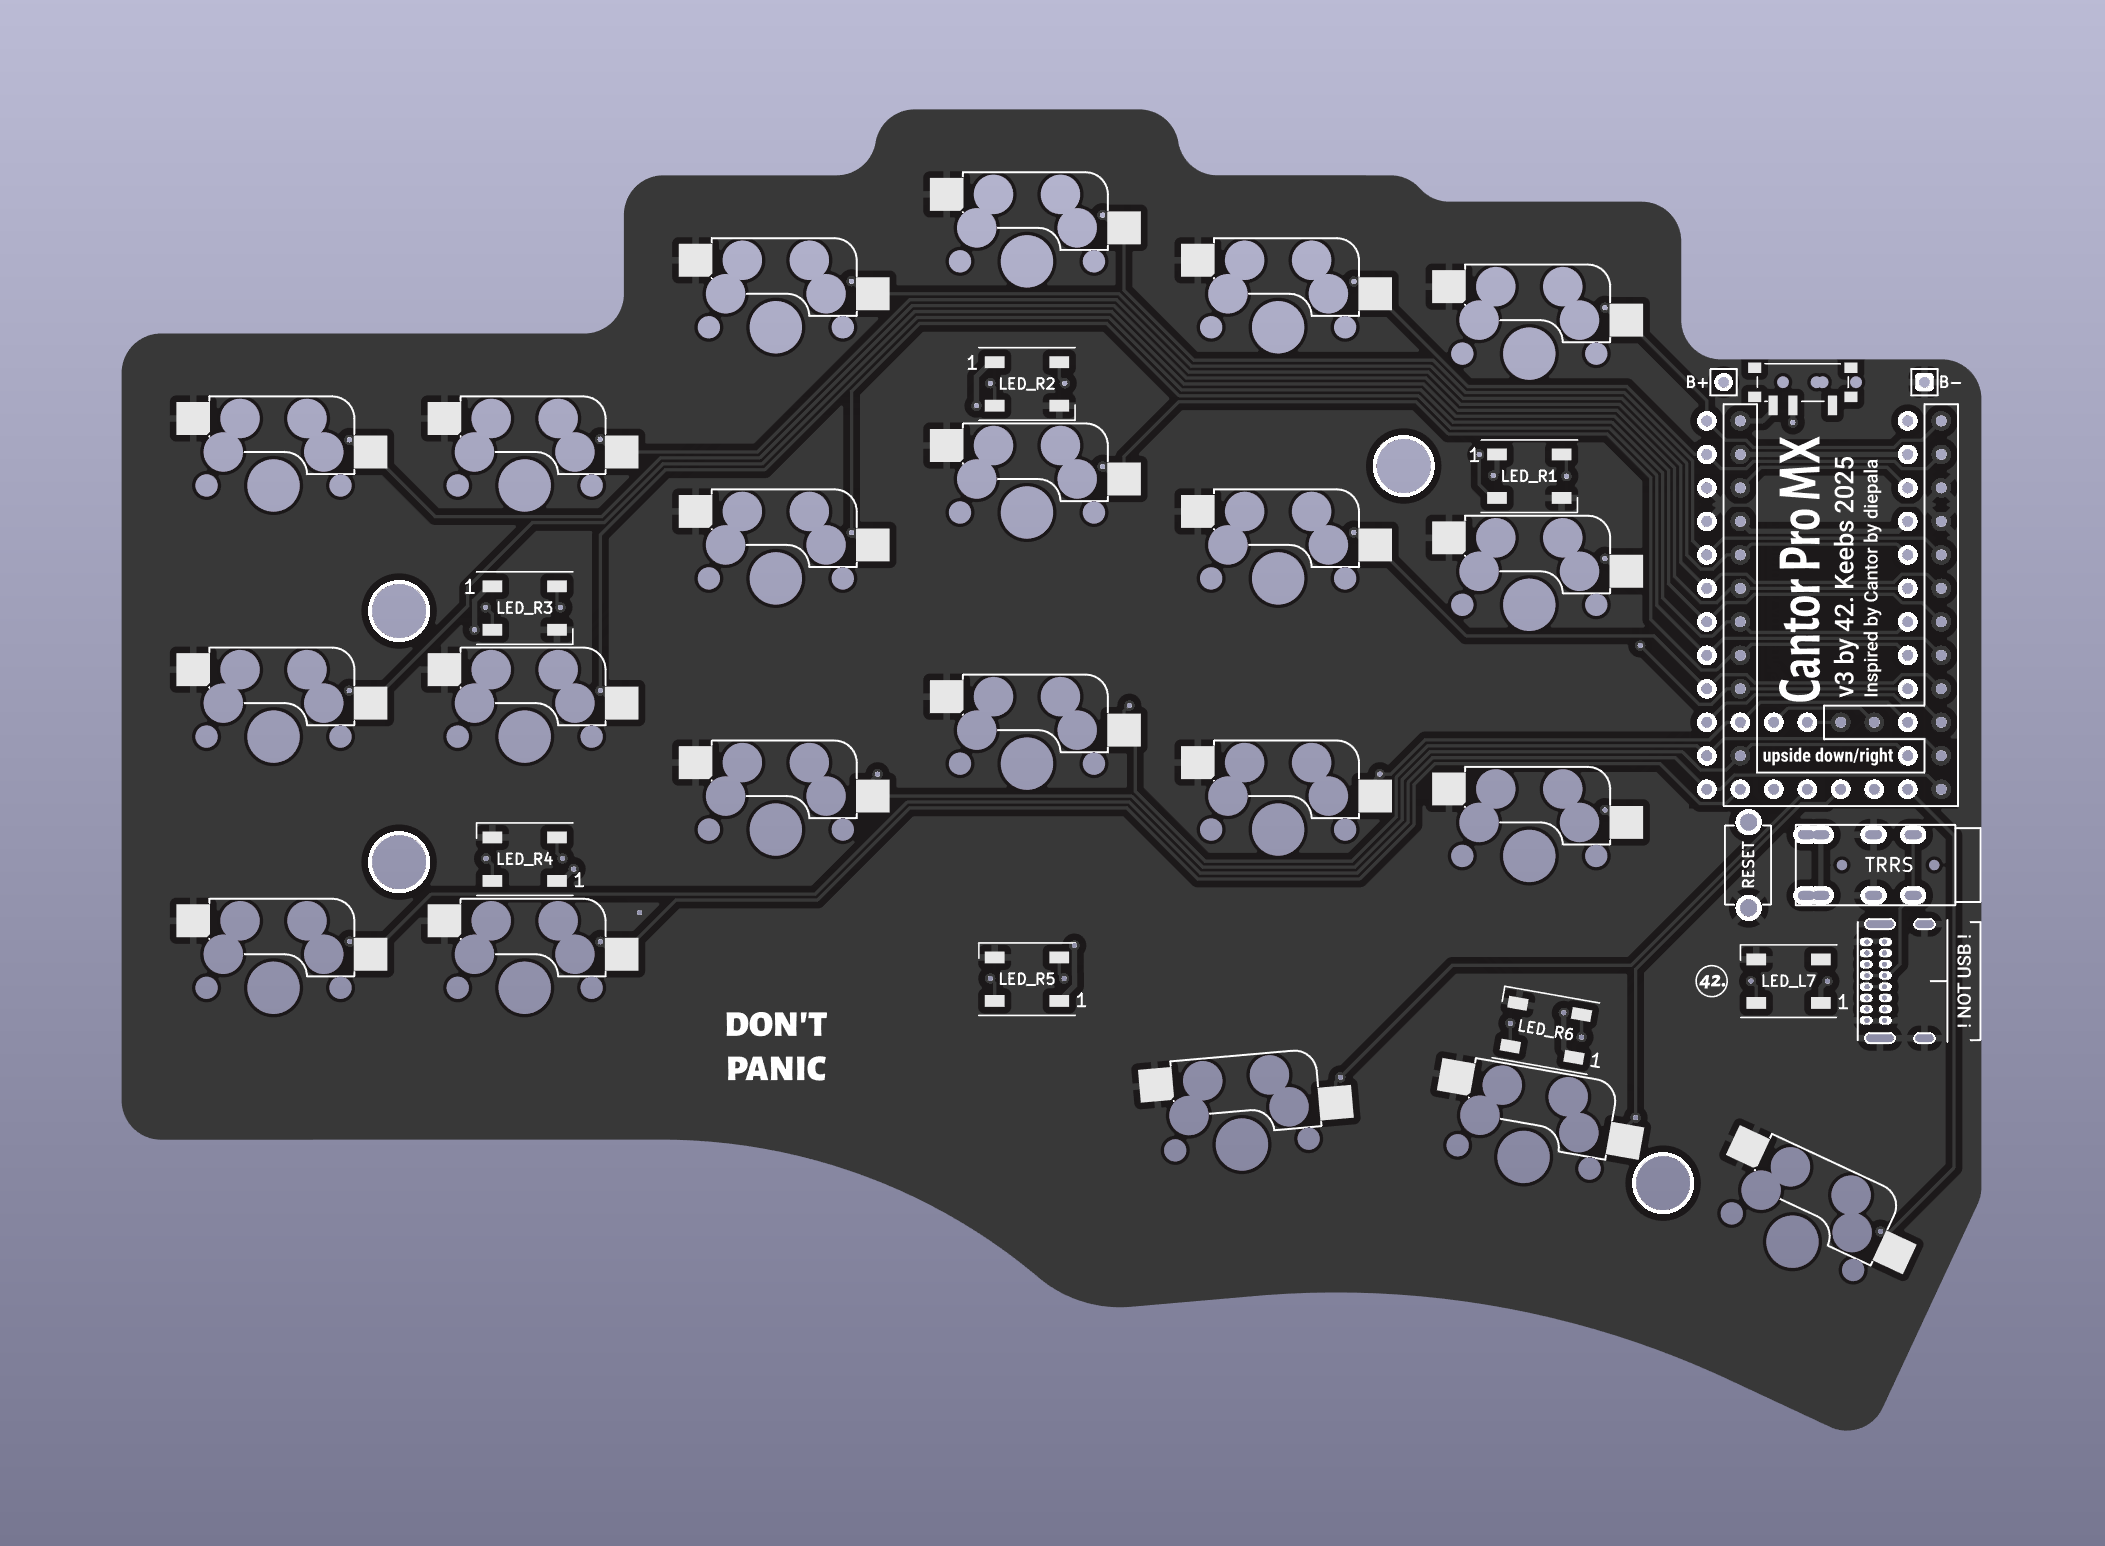 B+
B-
1
LED_R2
1
LED_R1
Cantor Pro MX
v3 by 42. Keebs 2025
Inspired by Cantor by diepala
1
LED_R3
upside down/right
LED_R4
1
RESET
TRRS
LED_R5
1
42.
LED_L7
1
! NOT USB !
DON'T
PANIC
LED_R6
1